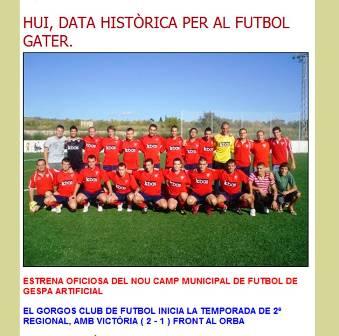 HUI, DATA HISTÒRICA PER AL FUTBOL
GATER.
ESTRENA OFICIOSA DEL NOU CAMP MUNICIPAL DE FUTBOL DE
GESPA ARTIFICIAL
EL GORGOS CLUB DE FUTBOL INICIA LA TEMPORADA DE 2ª
REGIONAL, AMB VICTÓRIA ( 2 - 1 ) FRONT AL ORBA